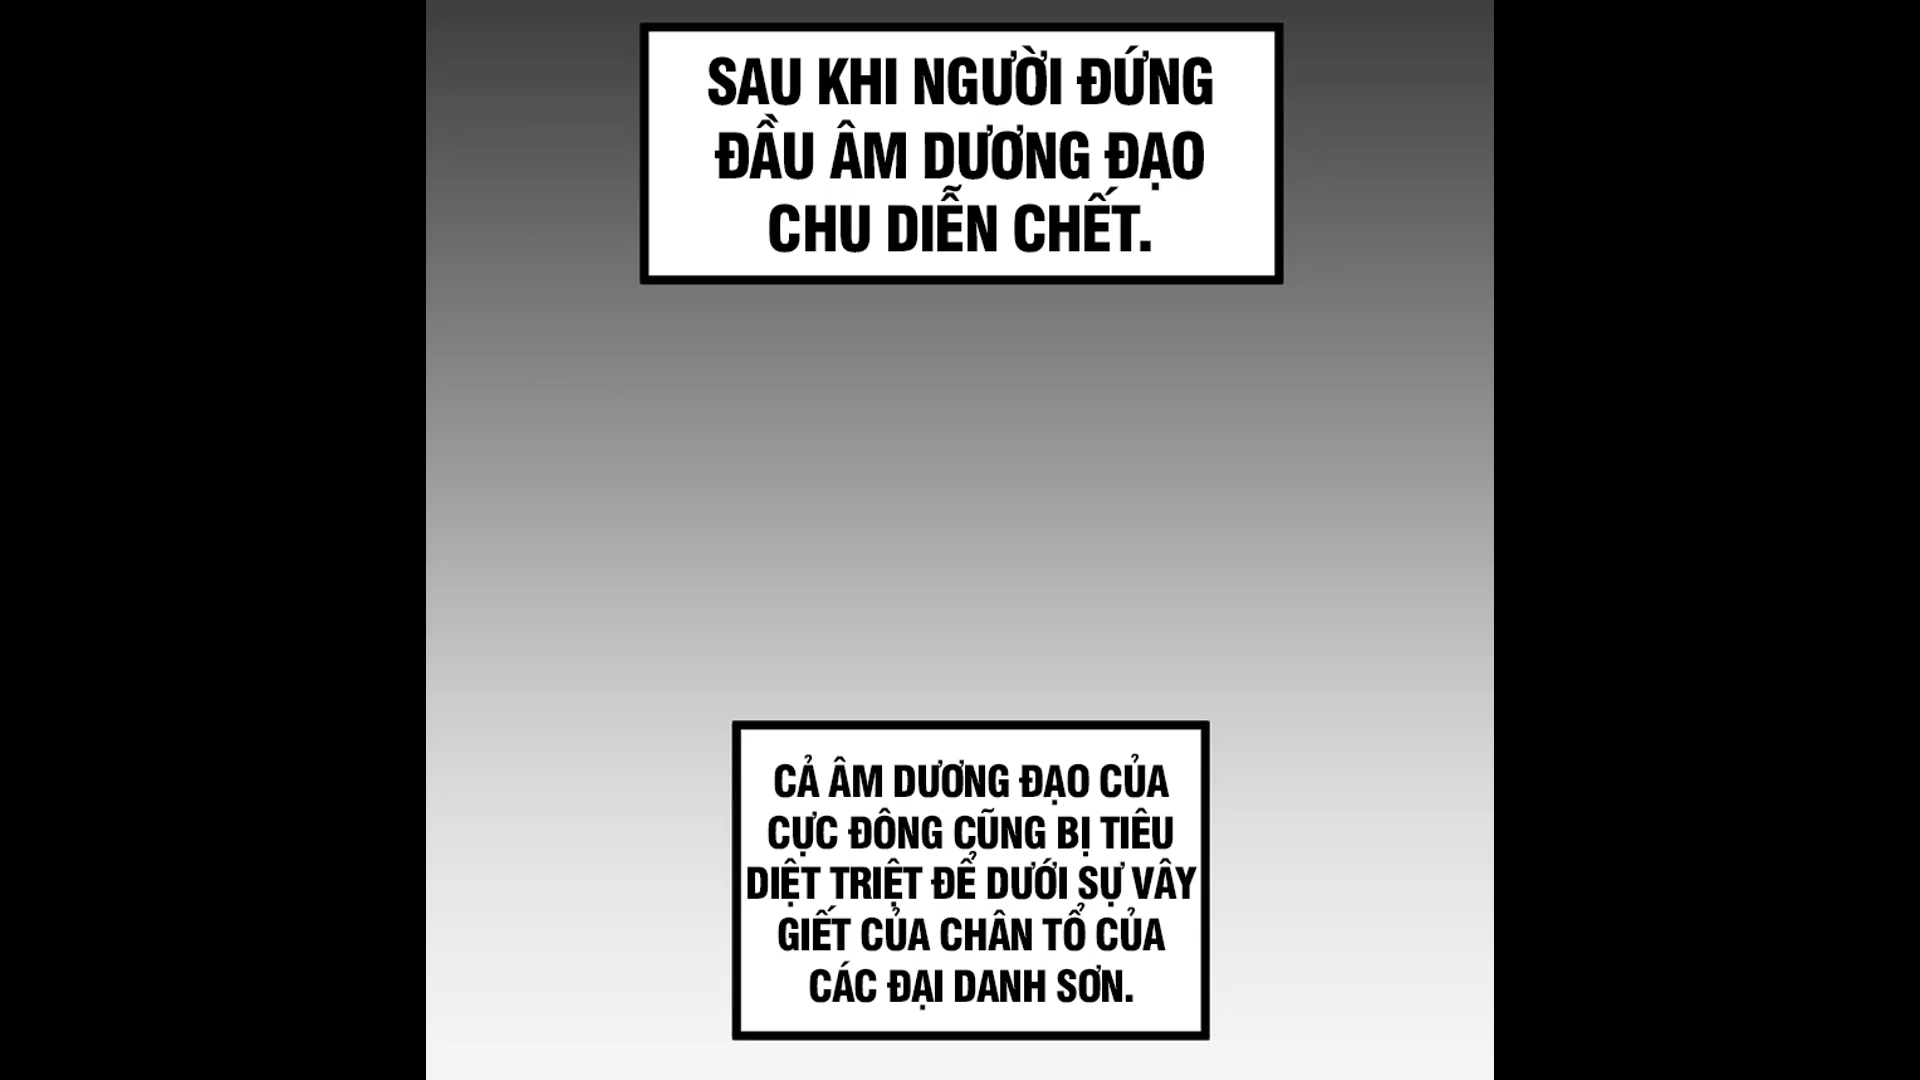 SAU KHI NGƯỜI ĐỨNG
ĐẦU ÂM DƯƠNG ĐẠO
CHU DIỄN CHẾT.
CẢ ÂM DƯƠNG ĐẠO CỦA
CỰC ĐÔNG CŨNG BỊ TIÊU
DIỆT TRIỆT ĐỂ DƯỚI SỰ VÂY
GIẾT CỦA CHÂN TỔ CỦA
CÁC ĐẠI DANH SƠN.